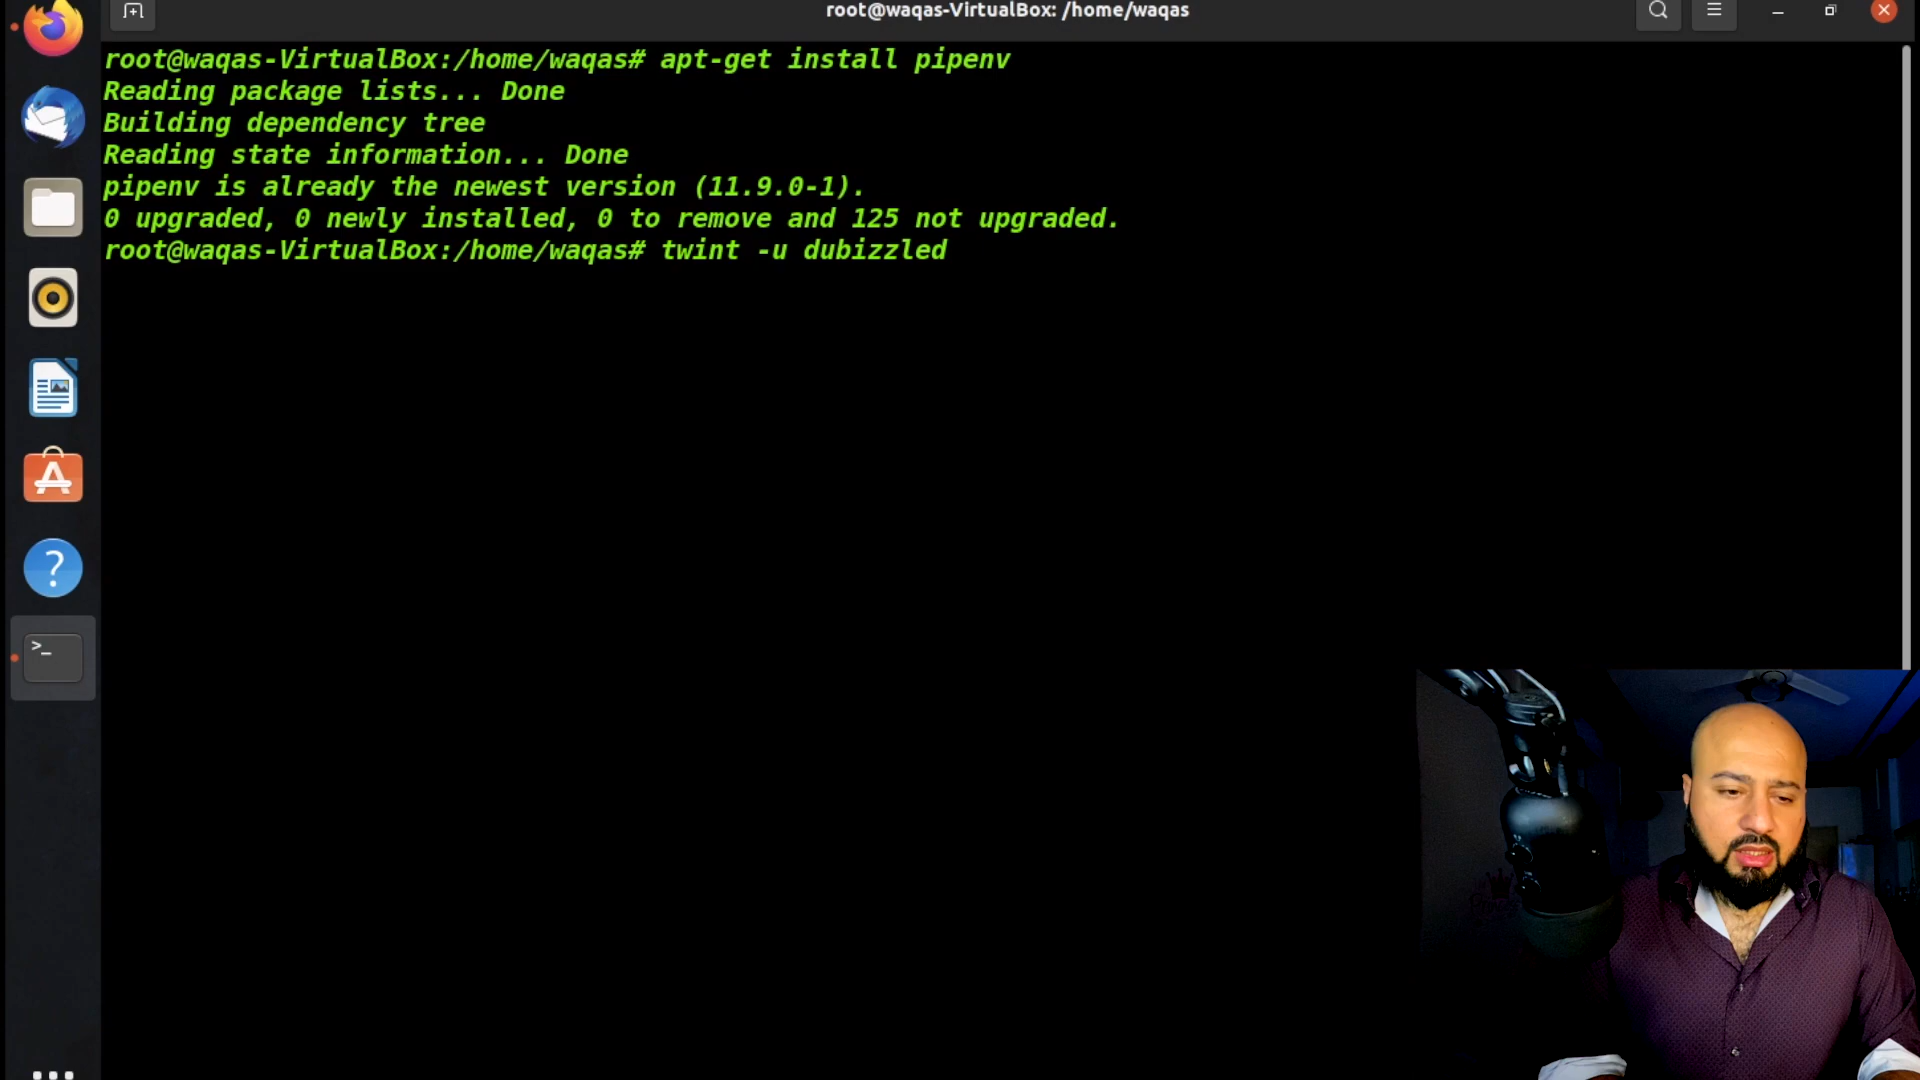 root@waqas-VirtualBox: /home/waqas
root@waqas-VirtualBox:/home/waqas# apt-get install pipenv
Reading package lists... Done
Building dependency tree
Reading state information... Done
pipenv is already the newest version (11.9.0-1).
0 upgraded, 0 newly installed, 0 to remove and 125 not upgraded.
root@waqas-VirtualBox:/home/waqas# twint -u dubizzled